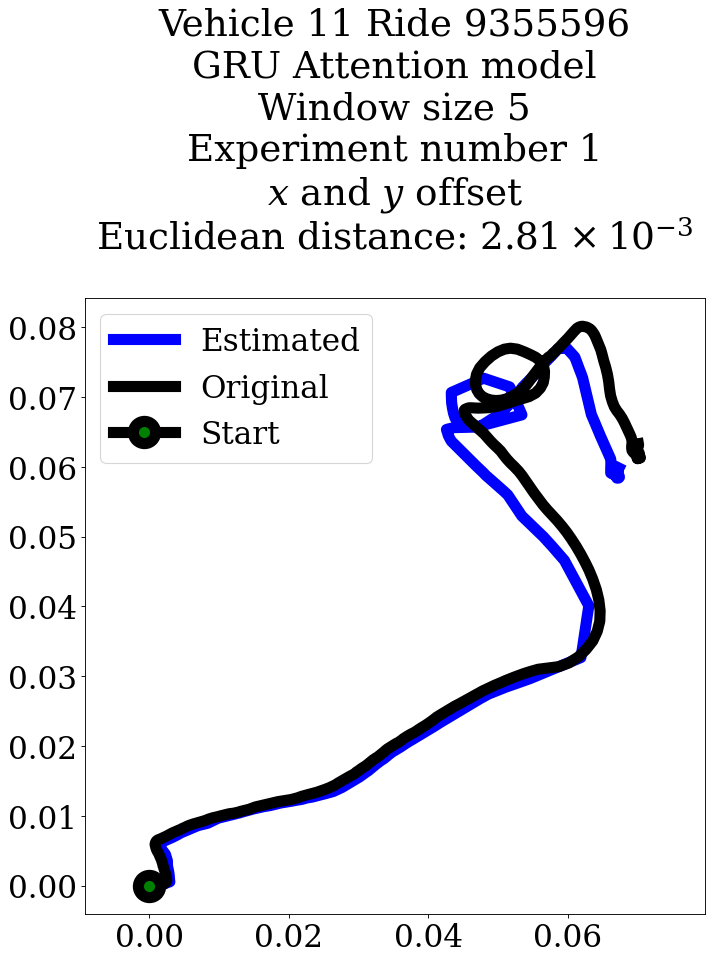 Vehicle 11 Ride 9355596
GRU Attention model
Window size 5
Experiment number 1
x and y offset
Euclidean distance: 2.81 × 10⁻³
Estimated
Original
Start
0.08
0.07
0.06
0.05
0.04
0.03
0.02
0.01
0.00
0.00 0.02 0.04 0.06